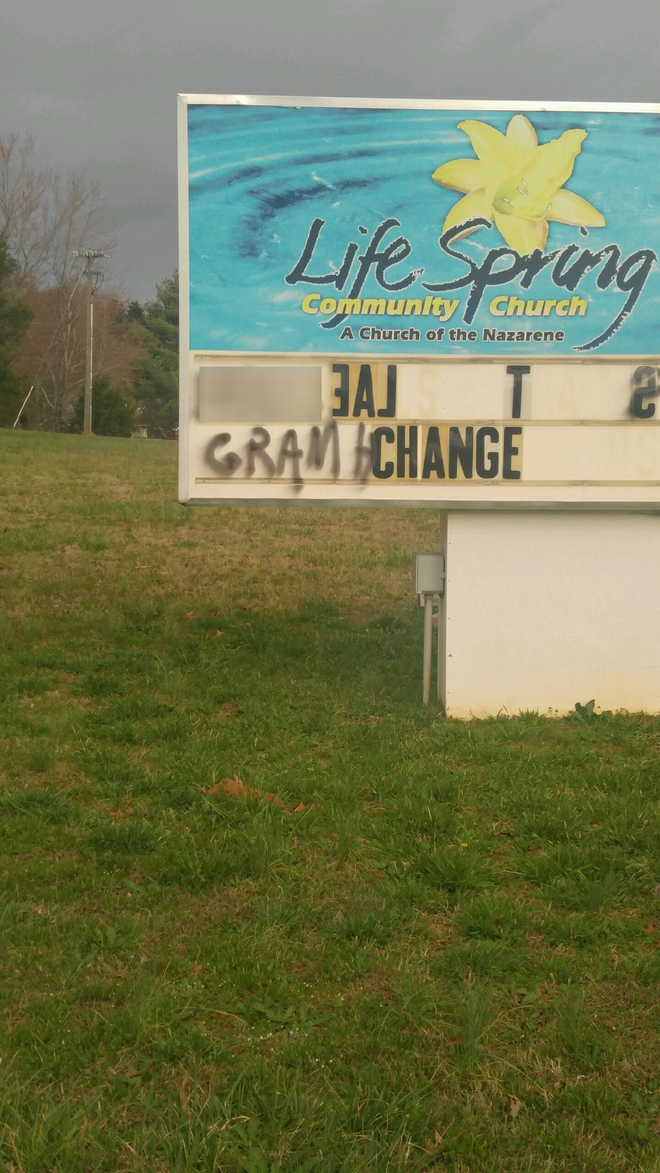 Life Spring
Community Church
A Church of the Nazarene
T
GRAM CHANGE